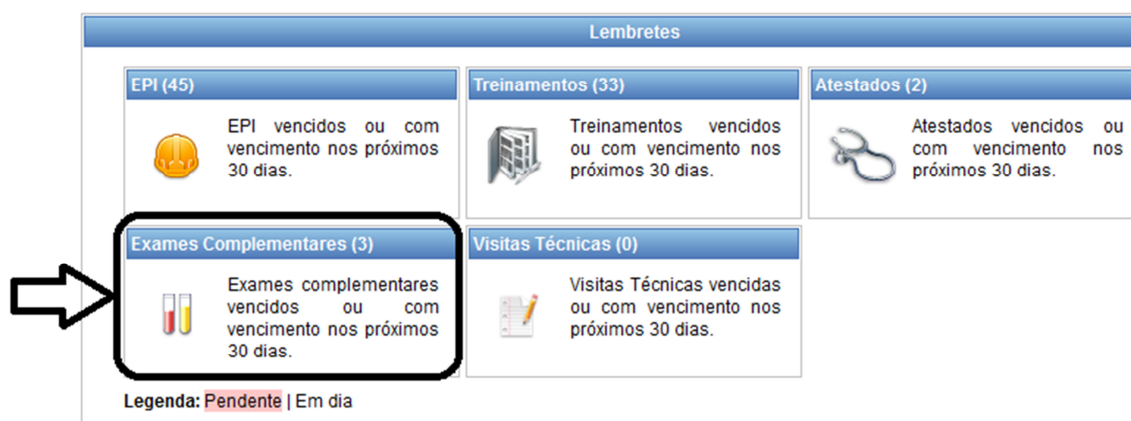 Lembretes
EPI (45)
EPI vencidos ou com
vencimento nos próximos
30 dias.
Treinamentos (33)
Treinamentos vencidos
ou com vencimento nos
próximos 30 dias.
Atestados (2)
Atestados vencidos ou
com vencimento nos
próximos 30 dias.
Exames Complementares (3)
Exames complementares
vencidos ou com
vencimento nos próximos
30 dias.
Visitas Técnicas (0)
Visitas Técnicas vencidas
ou com vencimento nos
próximos 30 dias.
Legenda: Pendente | Em dia